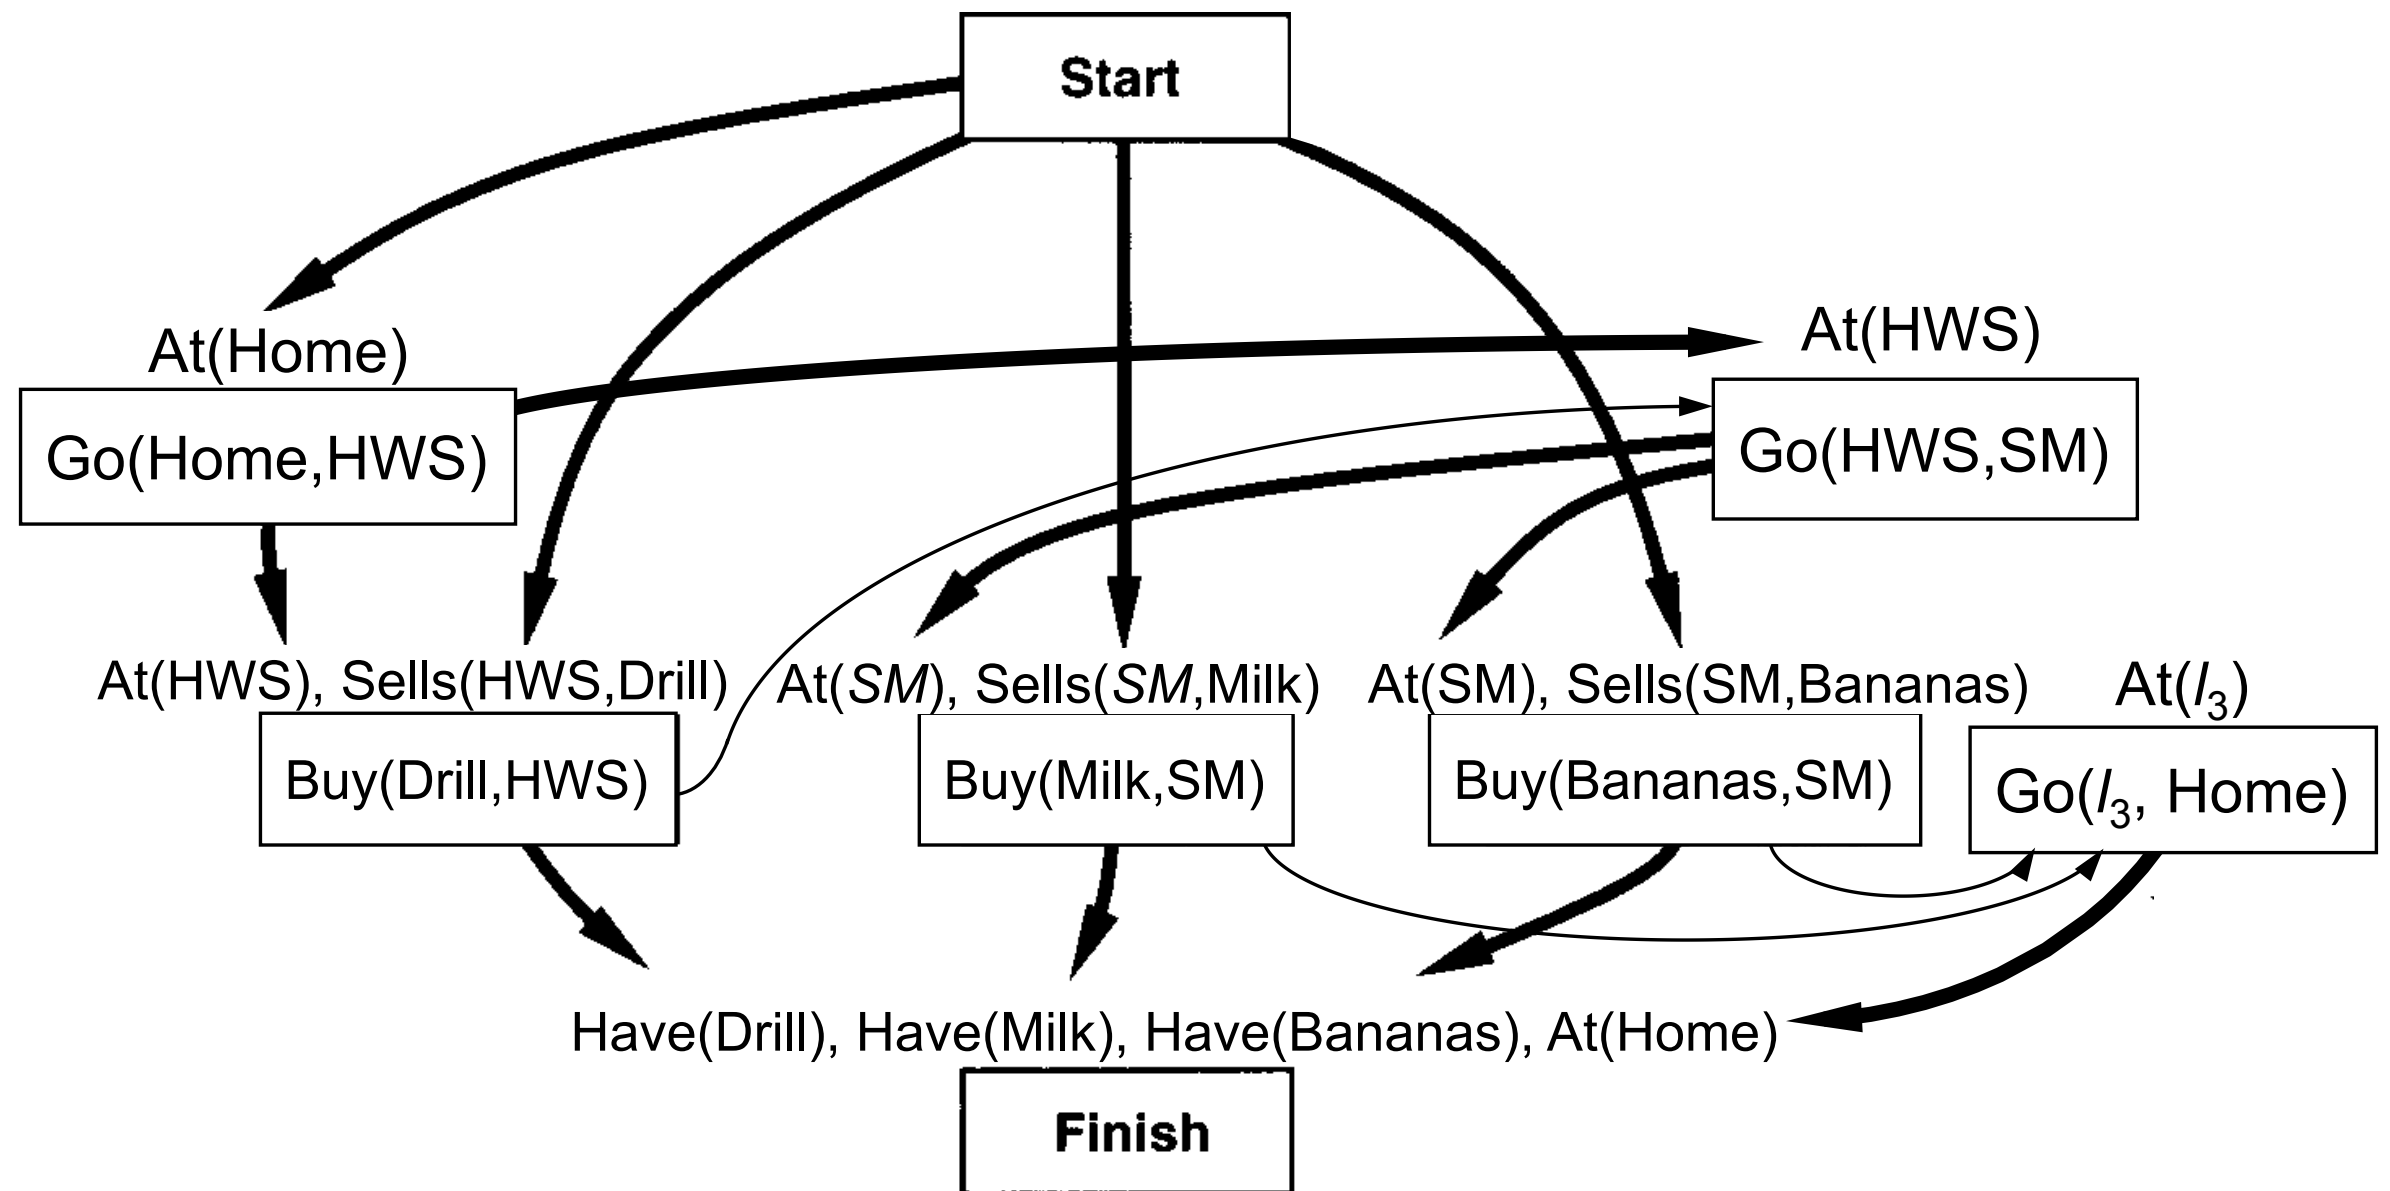 Start
At(Home)
At(HWS)
Go(Home,HWS)
Go(HWS,SM)
At(HWS), Sells(HWS,Drill)
At(SM), Sells(SM,Milk)
At(SM), Sells(SM,Bananas)
At(l₃)
Buy(Drill,HWS)
Buy(Milk,SM)
Buy(Bananas,SM)
Go(l₃, Home)
Have(Drill), Have(Milk), Have(Bananas), At(Home)
Finish